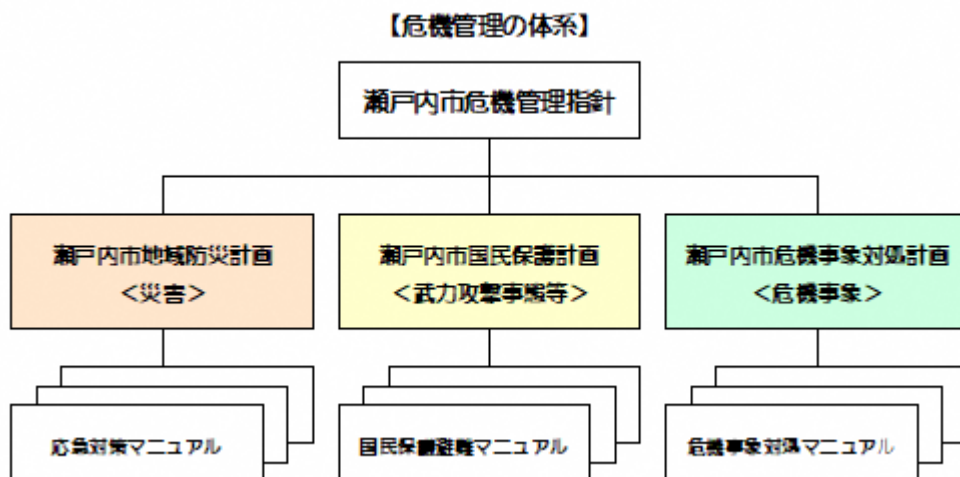 【危機管理の体系】
瀬戸内市危機管理指針
瀬戸内市地域防災計画
＜災害＞
瀬戸内市国民保護計画
＜武力攻撃事態等＞
瀬戸内市危機事象対処計画
＜危機事象＞
応急対策マニュアル
国民保護避難マニュアル
危機事象対処マニュアル